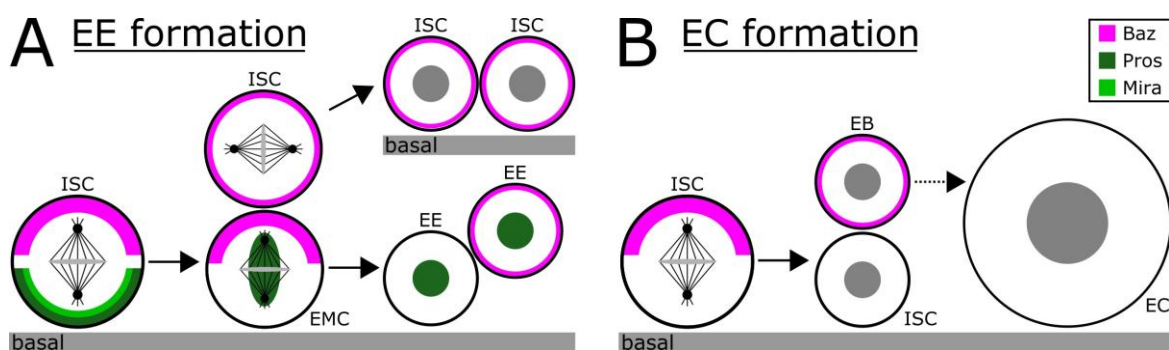 A EE formation
ISC ISC
ISC
basal
ISC
EE
EE
EMC
basal
B EC formation
Baz
Pros
Mira
EB
ISC
ISC
EC
basal